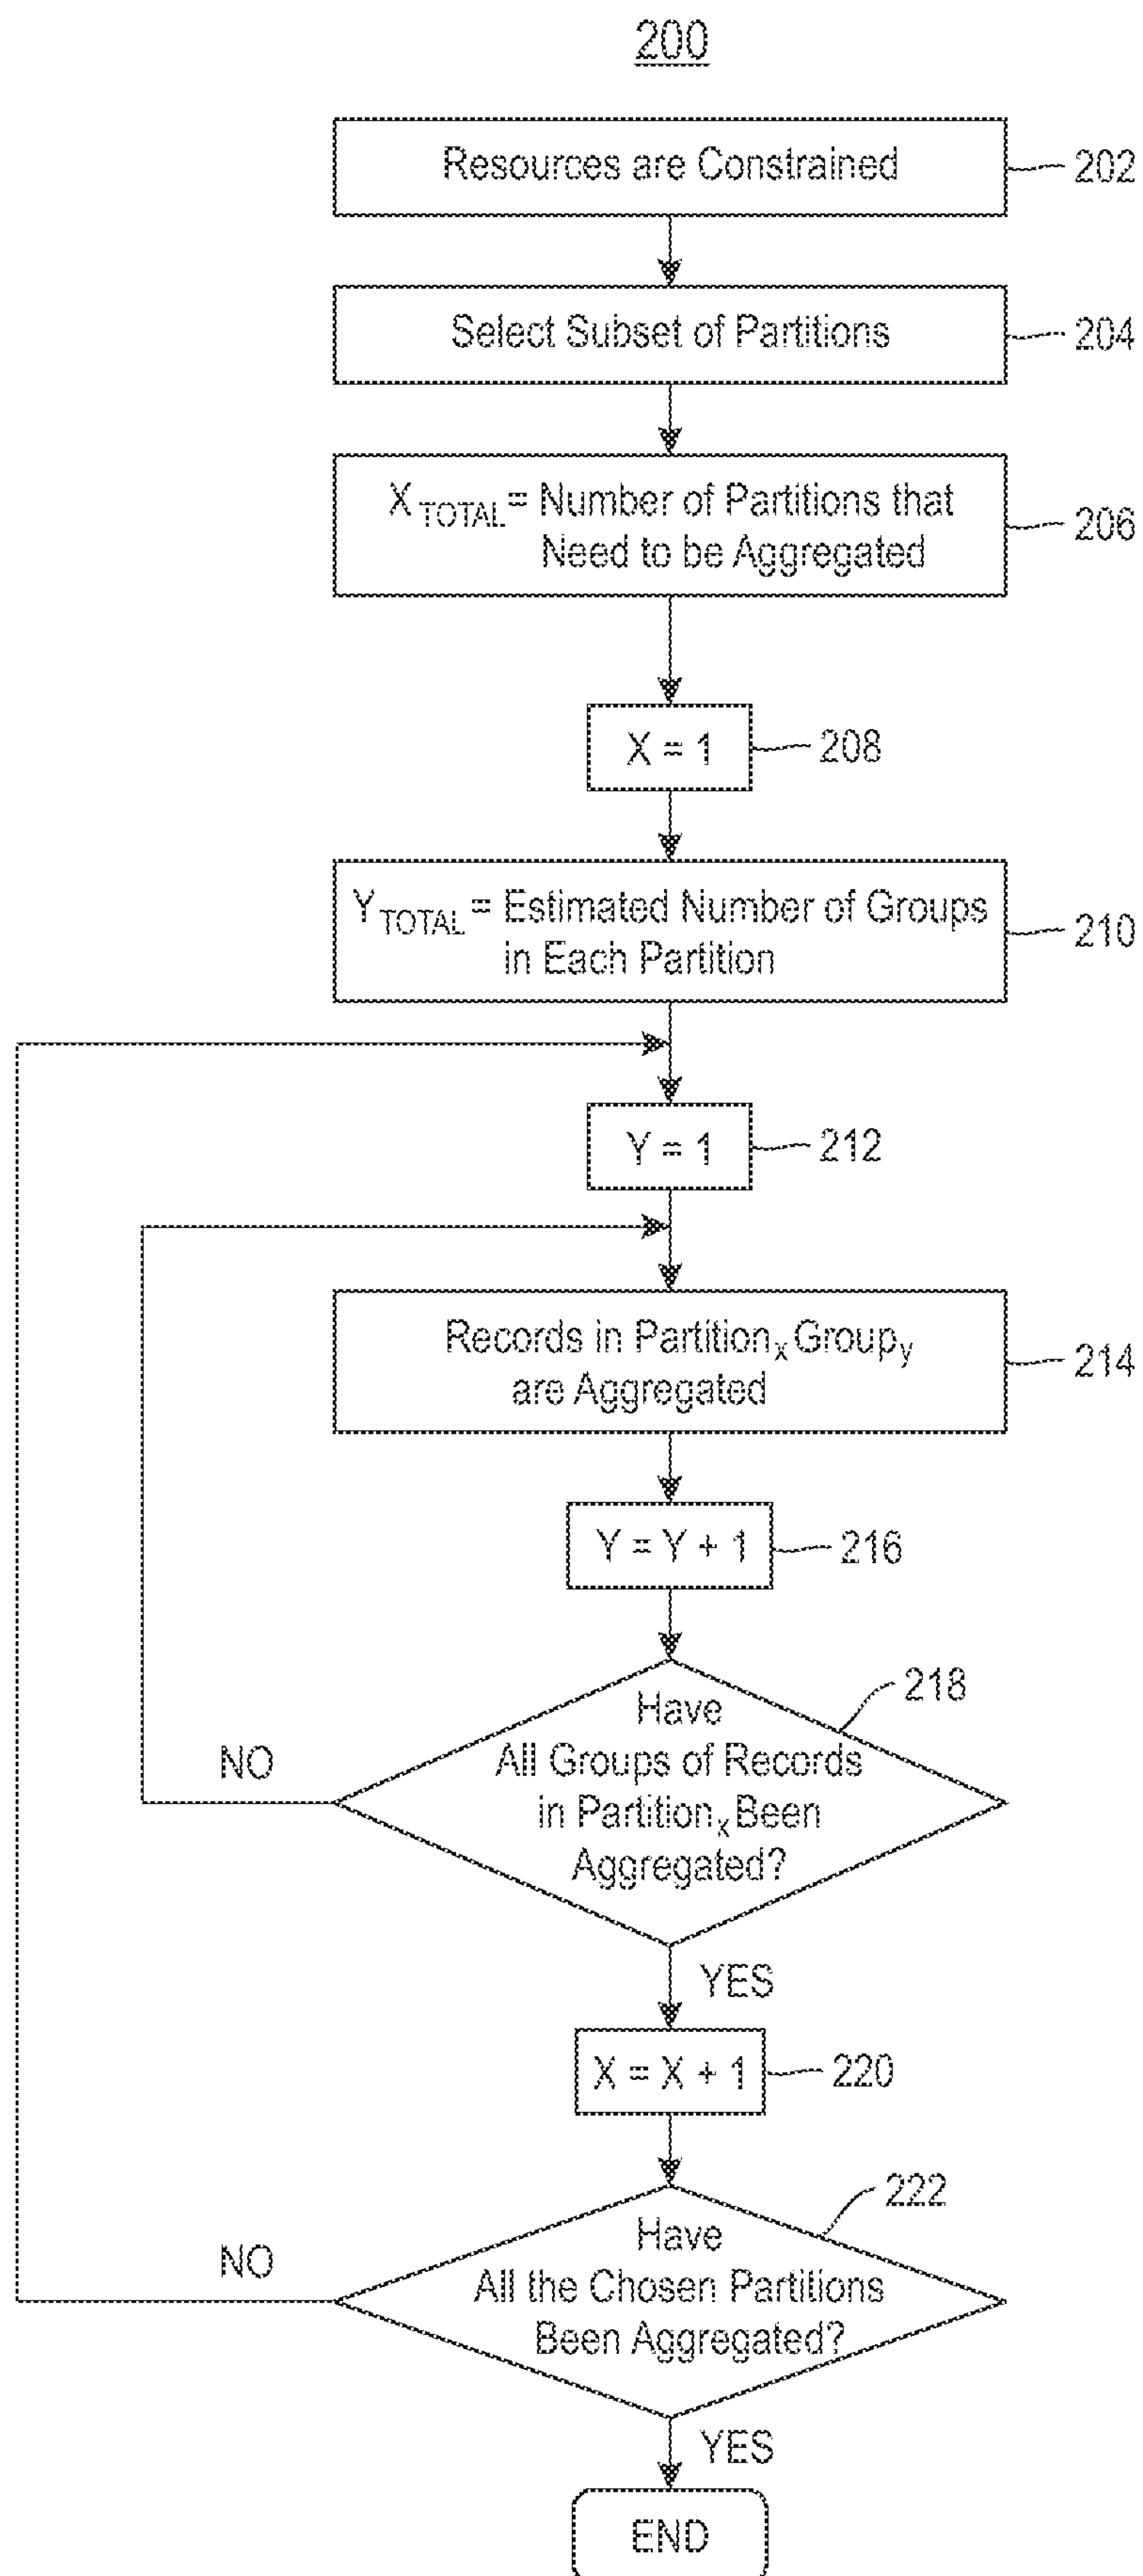 200
Resources are Constrained
202
Select Subset of Partitions
204
X TOTAL = Number of Partitions that
Need to be Aggregated
206
X = 1
208
Y TOTAL = Estimated Number of Groups
in Each Partition
210
Y = 1
212
Records in Partition x Group y
are Aggregated
214
Y = Y + 1
216
218
Have
All Groups of Records
in Partition x Been
Aggregated?
NO
YES
X = X + 1
220
222
Have
All the Chosen Partitions
Been Aggregated?
NO
YES
END